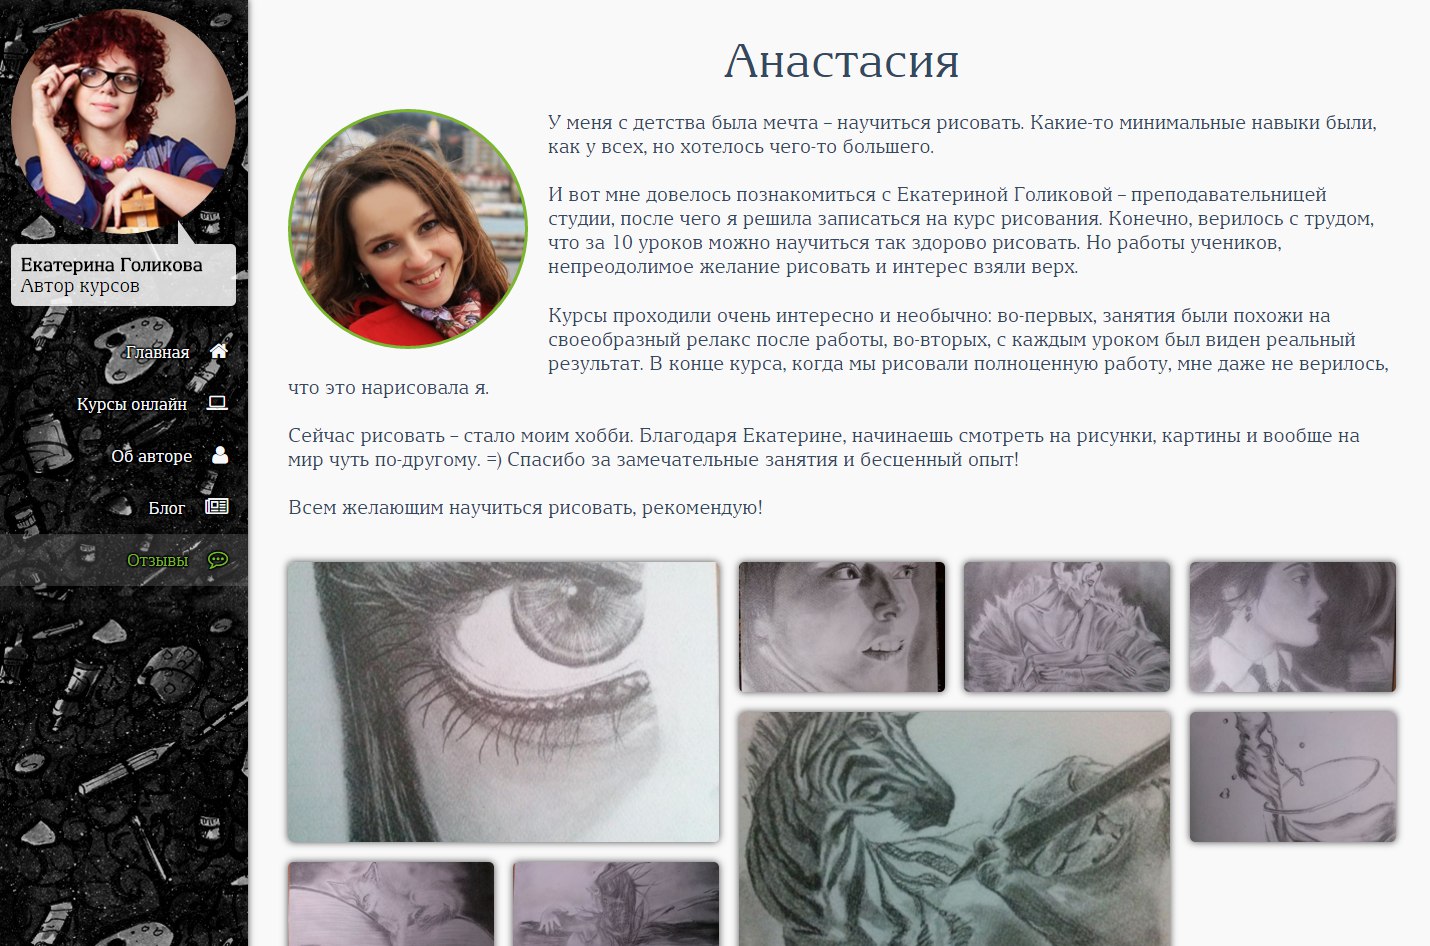 Екатерина Голикова
Автор курсов
Главная
Курсы онлайн
Об авторе
Блог
Отзывы
Анастасия
У меня с детства была мечта – научиться рисовать. Какие-то минимальные навыки были,
как у всех, но хотелось чего-то большего.
И вот мне довелось познакомиться с Екатериной Голиковой – преподавательницей
студии, после чего я решила записаться на курс рисования. Конечно, верилось с трудом,
что за 10 уроков можно научиться так здорово рисовать. Но работы учеников,
непреодолимое желание рисовать и интерес взяли верх.
Курсы проходили очень интересно и необычно: во-первых, занятия были похожи на
своеобразный релакс после работы, во-вторых, с каждым уроком был виден реальный
результат. В конце курса, когда мы рисовали полноценную работу, мне даже не верилось,
что это нарисовала я.
Сейчас рисовать – стало моим хобби. Благодаря Екатерине, начинаешь смотреть на рисунки, картины и вообще на
мир чуть по-другому. =) Спасибо за замечательные занятия и бесценный опыт!
Всем желающим научиться рисовать, рекомендую!